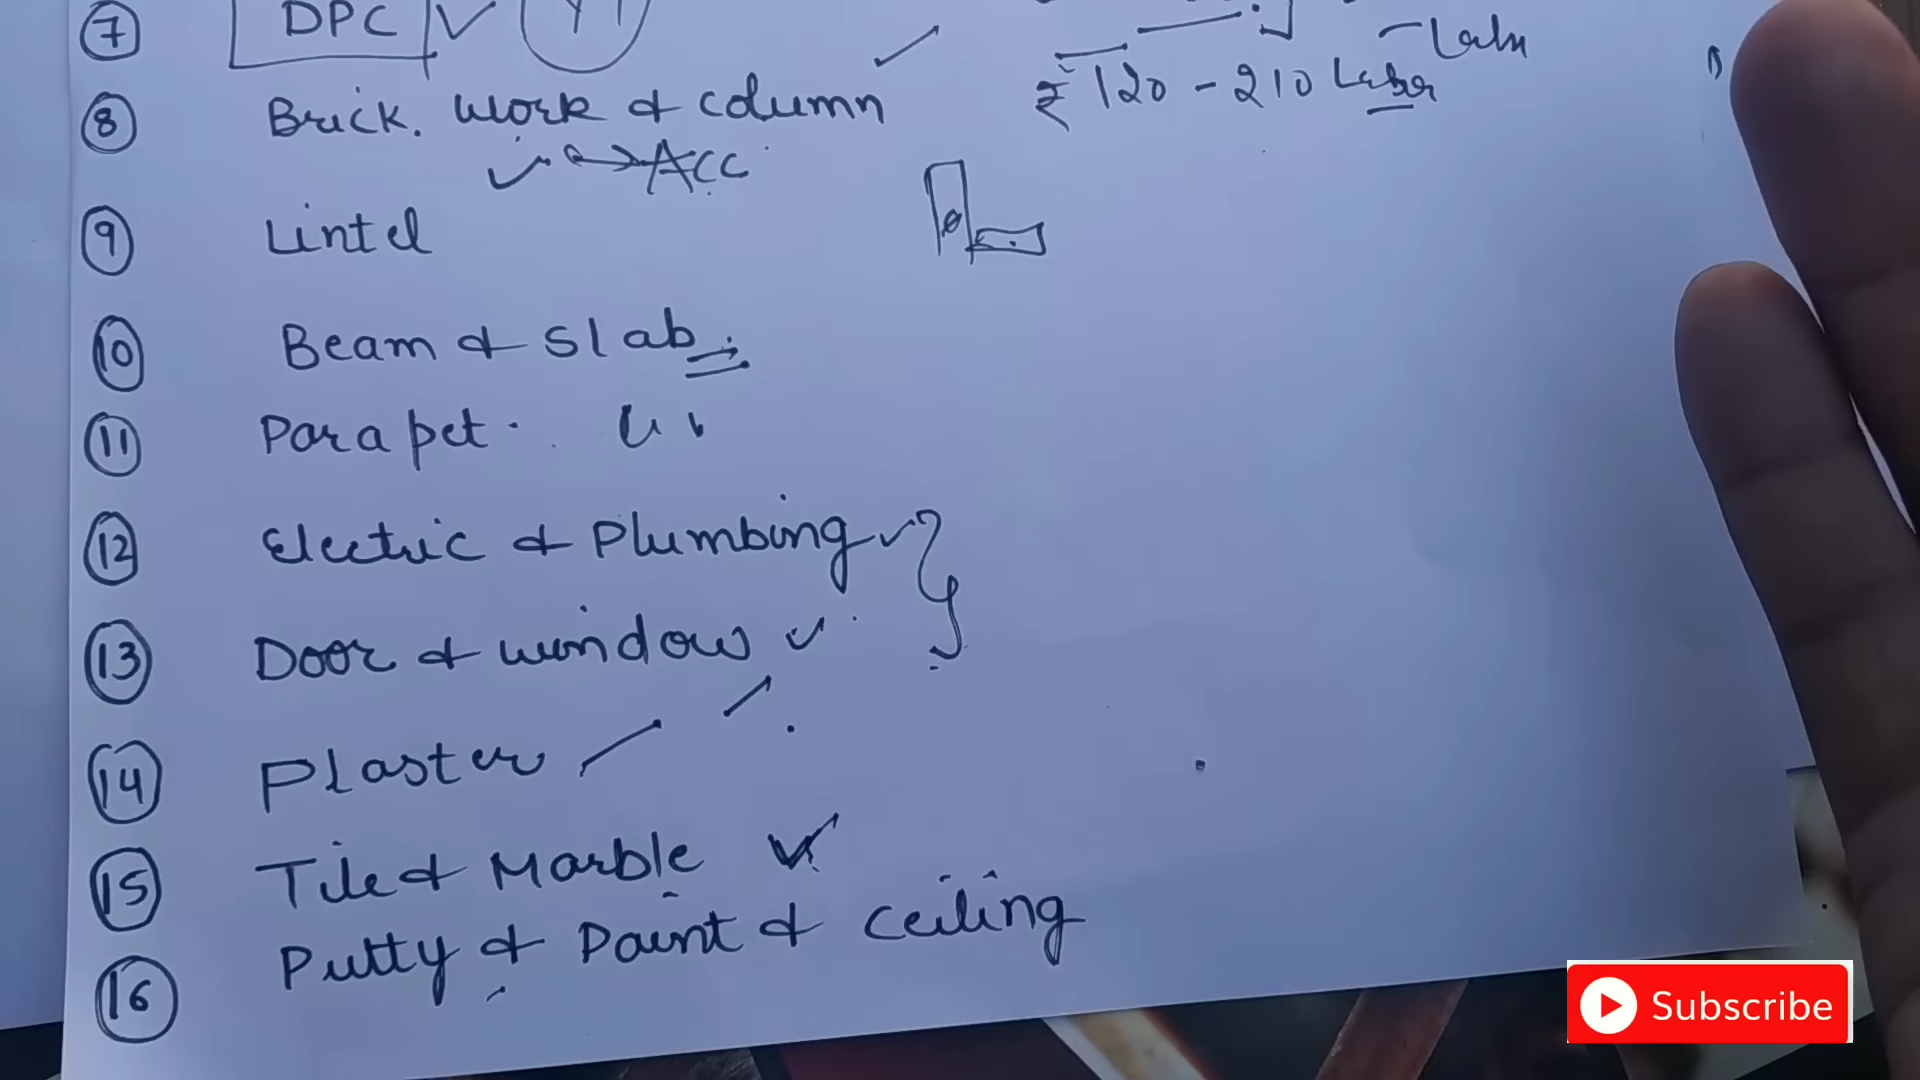 7 DPC
Labr
8 Brick. work & column
₹ 120 - 210 Labor
Acc
9 Lintel
10 Beam & Slab
11 Parapet
12 Electric & Plumbing
13 Door & window
14 Plaster
15 Tile & Marble
16 Putty & Paint & ceiling
Subscribe